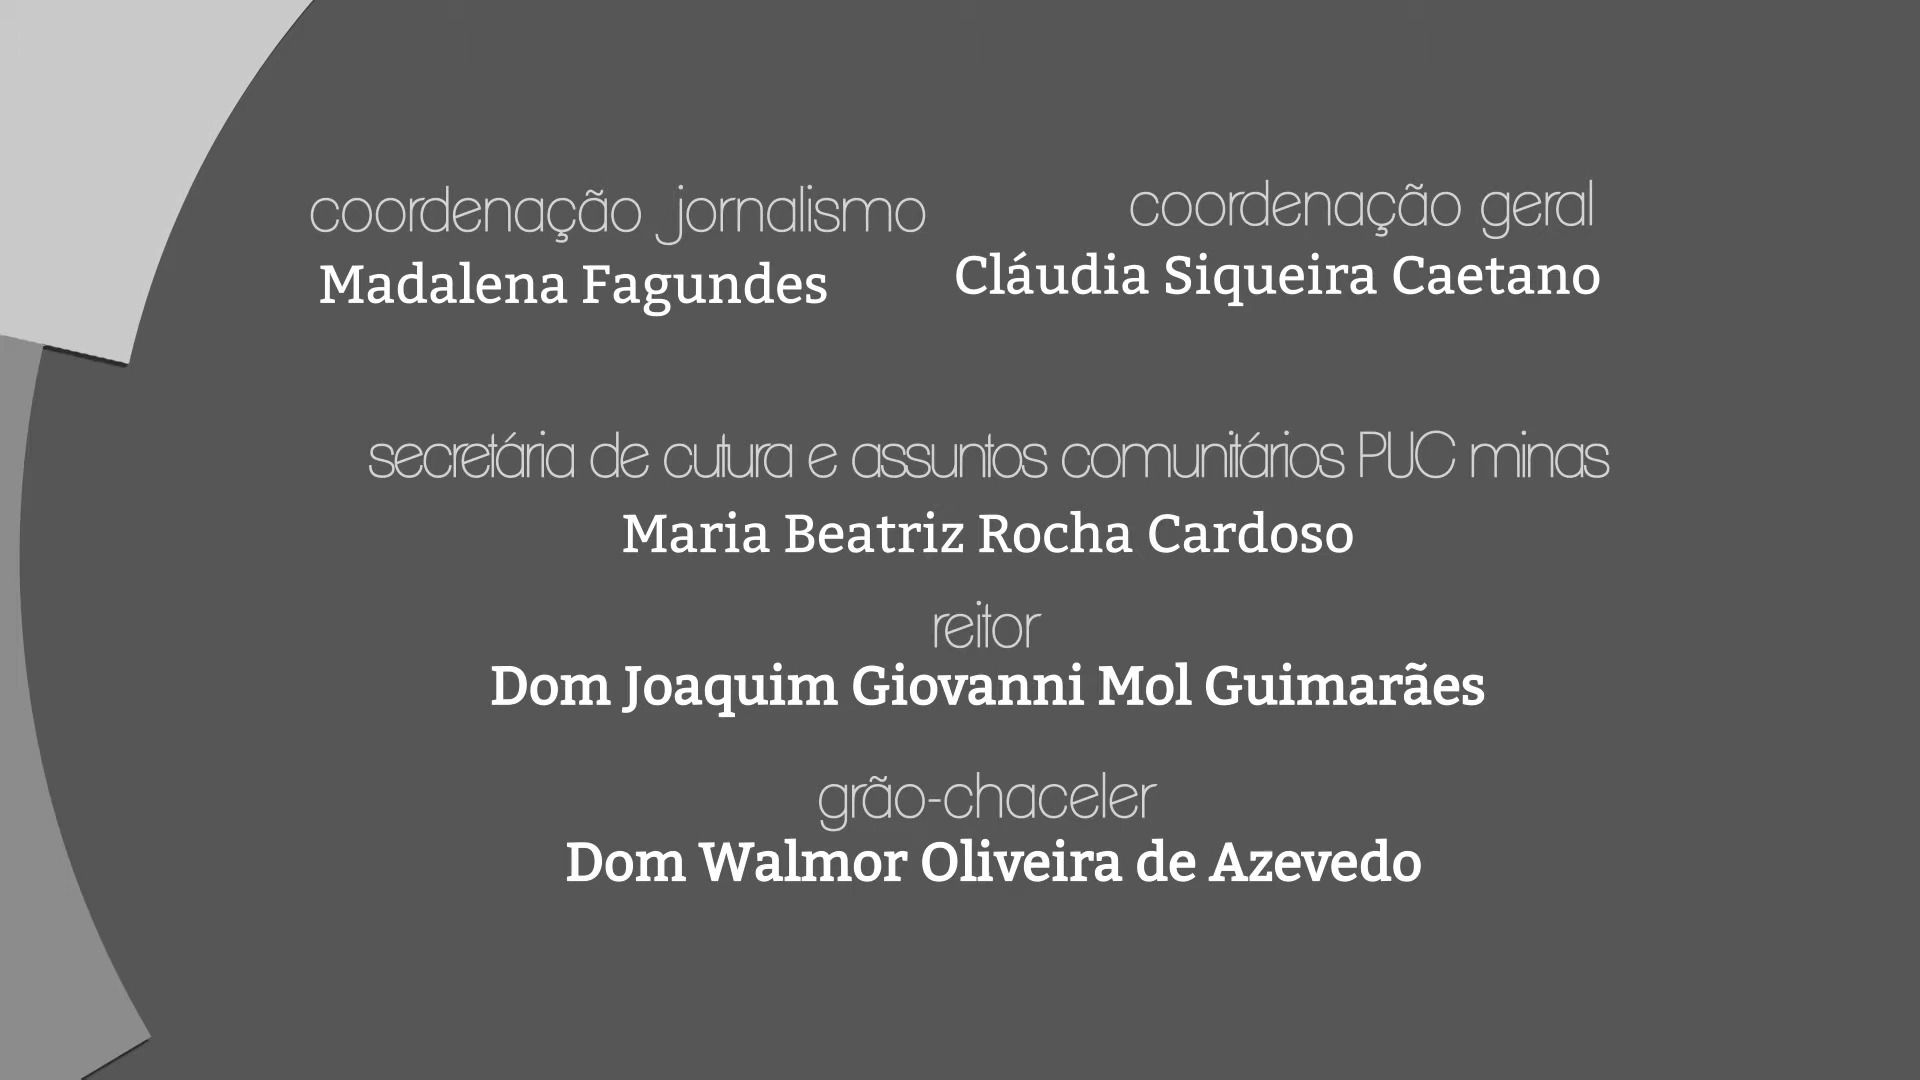 coordenação jornalismo
Madalena Fagundes
coordenação geral
Cláudia Siqueira Caetano
secretária de cutura e assuntos comunitários PUC minas
Maria Beatriz Rocha Cardoso
reitor
Dom Joaquim Giovanni Mol Guimarães
grão-chaceler
Dom Walmor Oliveira de Azevedo